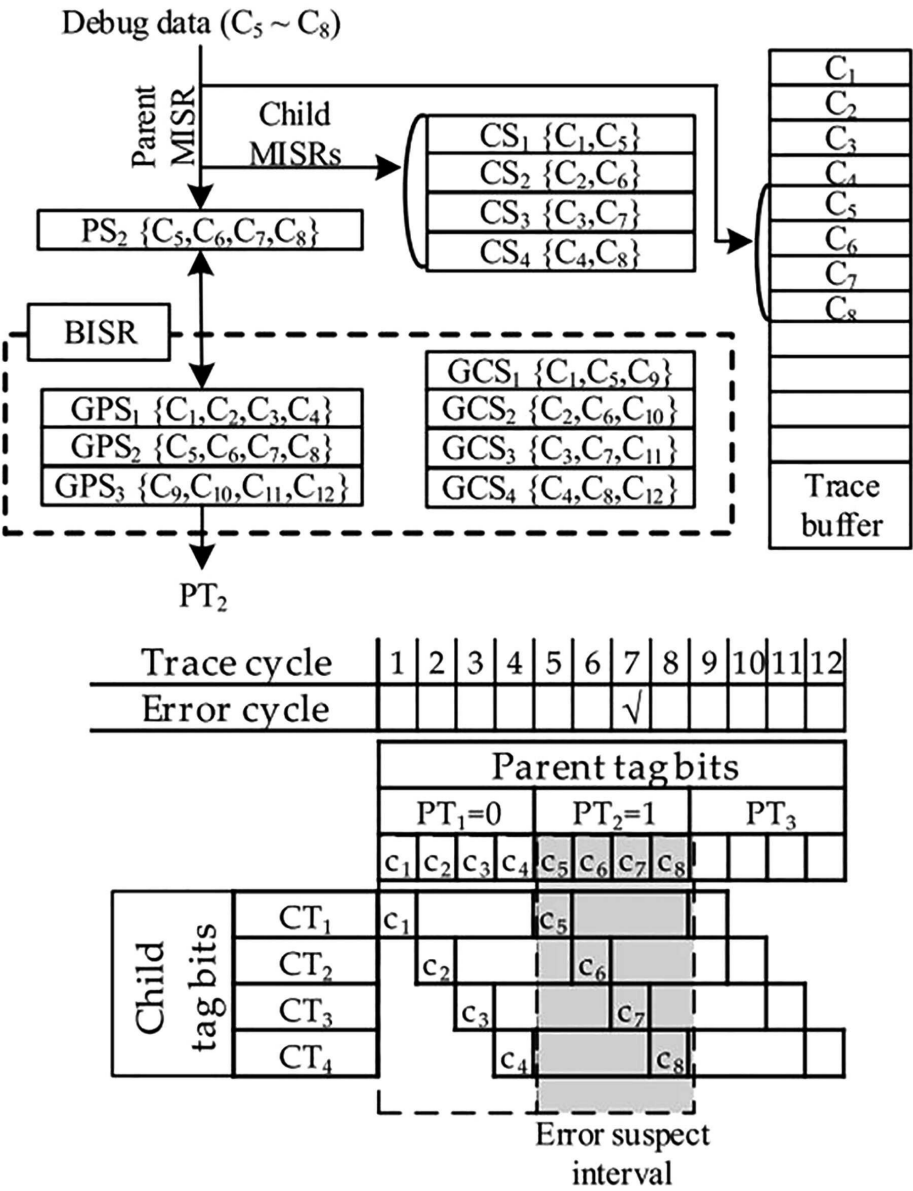 Debug data (C5 ~ C8)
Parent
MISR
Child
MISRs
CS1 {C1,C5}
CS2 {C2,C6}
CS3 {C3,C7}
CS4 {C4,C8}
PS2 {C5,C6,C7,C8}
BISR
GPS1 {C1,C2,C3,C4}
GPS2 {C5,C6,C7,C8}
GPS3 {C9,C10,C11,C12}
GCS1 {C1,C5,C9}
GCS2 {C2,C6,C10}
GCS3 {C3,C7,C11}
GCS4 {C4,C8,C12}
PT2
C1
C2
C3
C4
C5
C6
C7
C8
Trace
buffer
Trace cycle 1 2 3 4 5 6 7 8 9 10 11 12
Error cycle √
Parent tag bits
PT1=0 PT2=1 PT3
c1 c2 c3 c4 c5 c6 c7 c8
Child
tag bits
CT1 c1 c5
CT2 c2 c6
CT3 c3 c7
CT4 c4 c8
Error suspect
interval